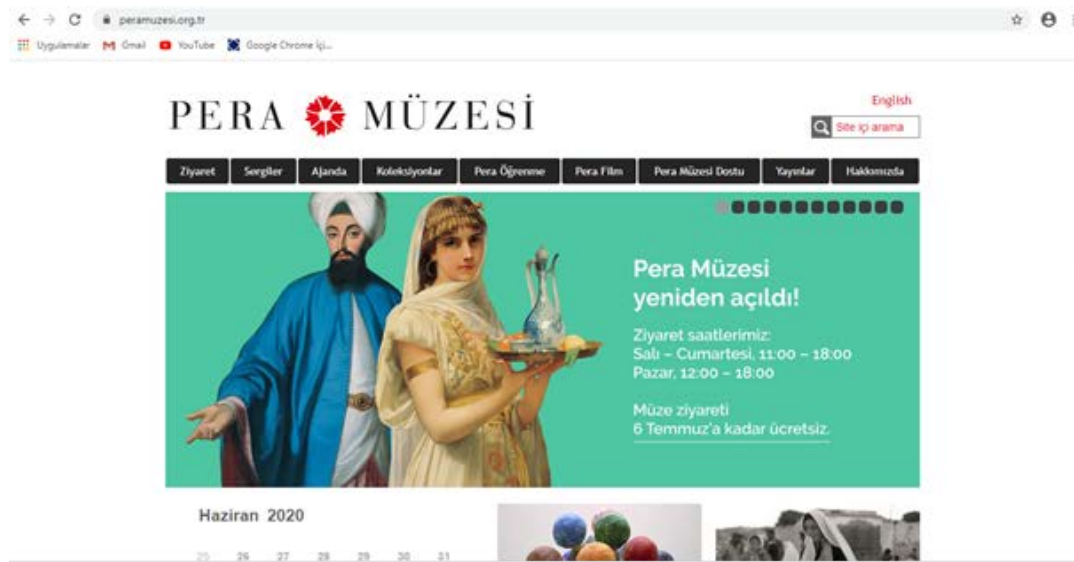 peramuzesi.org.tr
Uygulamalar Gmail YouTube Google Chrome İçi...
English
PERA MÜZESİ
Site içi arama
Ziyaret Sergiler Ajanda Koleksiyonlar Pera Öğrenme Pera Film Pera Müzesi Dostu Yayınlar Hakkımızda
Pera Müzesi
yeniden açıldı!
Ziyaret saatlerimiz:
Salı – Cumartesi, 11:00 – 18:00
Pazar, 12:00 – 18:00
Müze ziyareti
6 Temmuz'a kadar ücretsiz.
Haziran 2020
25 26 27 28 29 30 31